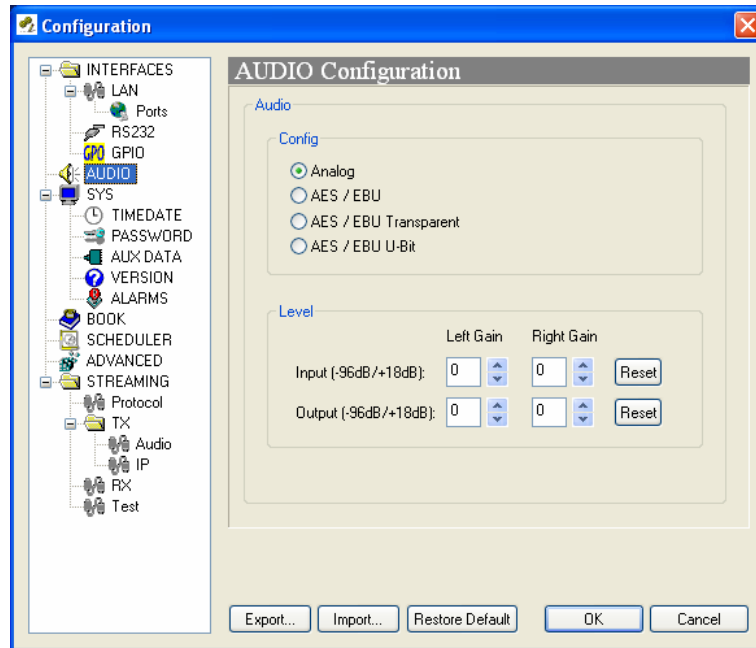 Configuration
INTERFACES
LAN
Ports
RS232
GPO GPIO
AUDIO
SYS
TIMEDATE
PASSWORD
AUX DATA
VERSION
ALARMS
BOOK
SCHEDULER
ADVANCED
STREAMING
Protocol
TX
Audio
IP
RX
Test
AUDIO Configuration
Audio
Config
Analog
AES / EBU
AES / EBU Transparent
AES / EBU U-Bit
Level
Left Gain Right Gain
Input (-96dB/+18dB): 0 0 Reset
Output (-96dB/+18dB): 0 0 Reset
Export... Import... Restore Default OK Cancel